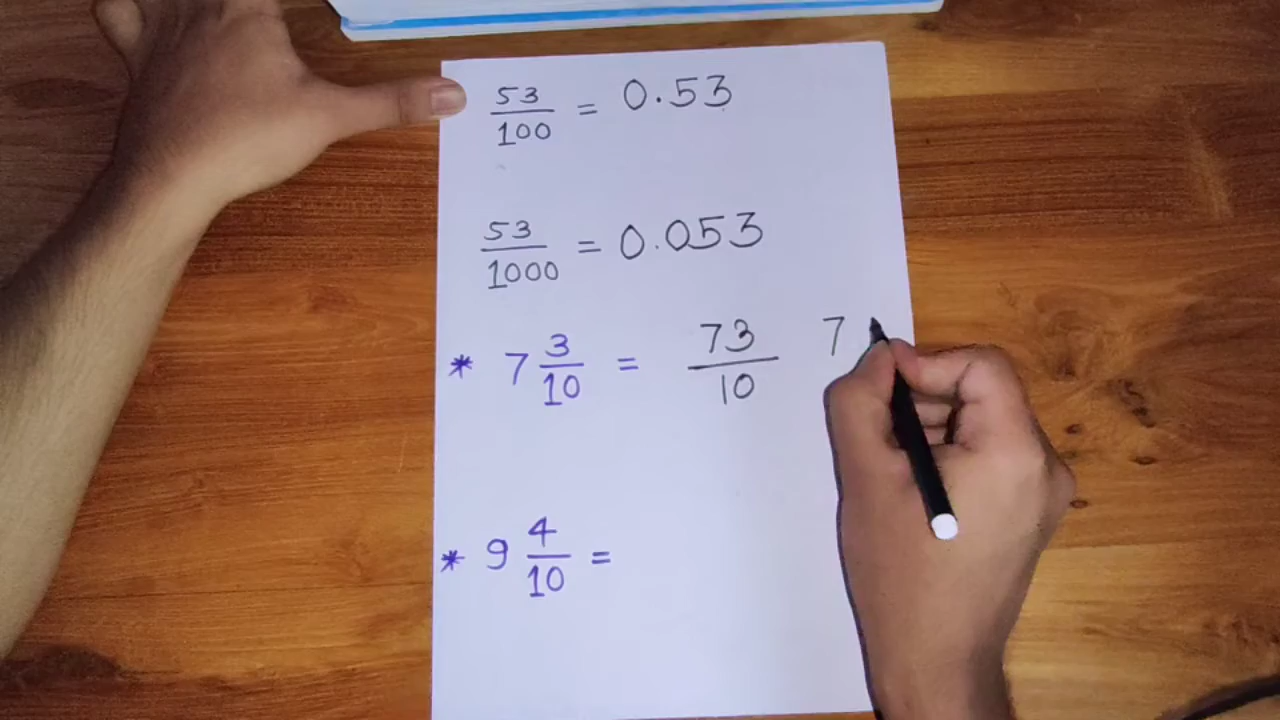 53/100 = 0.53
53/1000 = 0.053
* 7 3/10 = 73/10 7
* 9 4/10 =